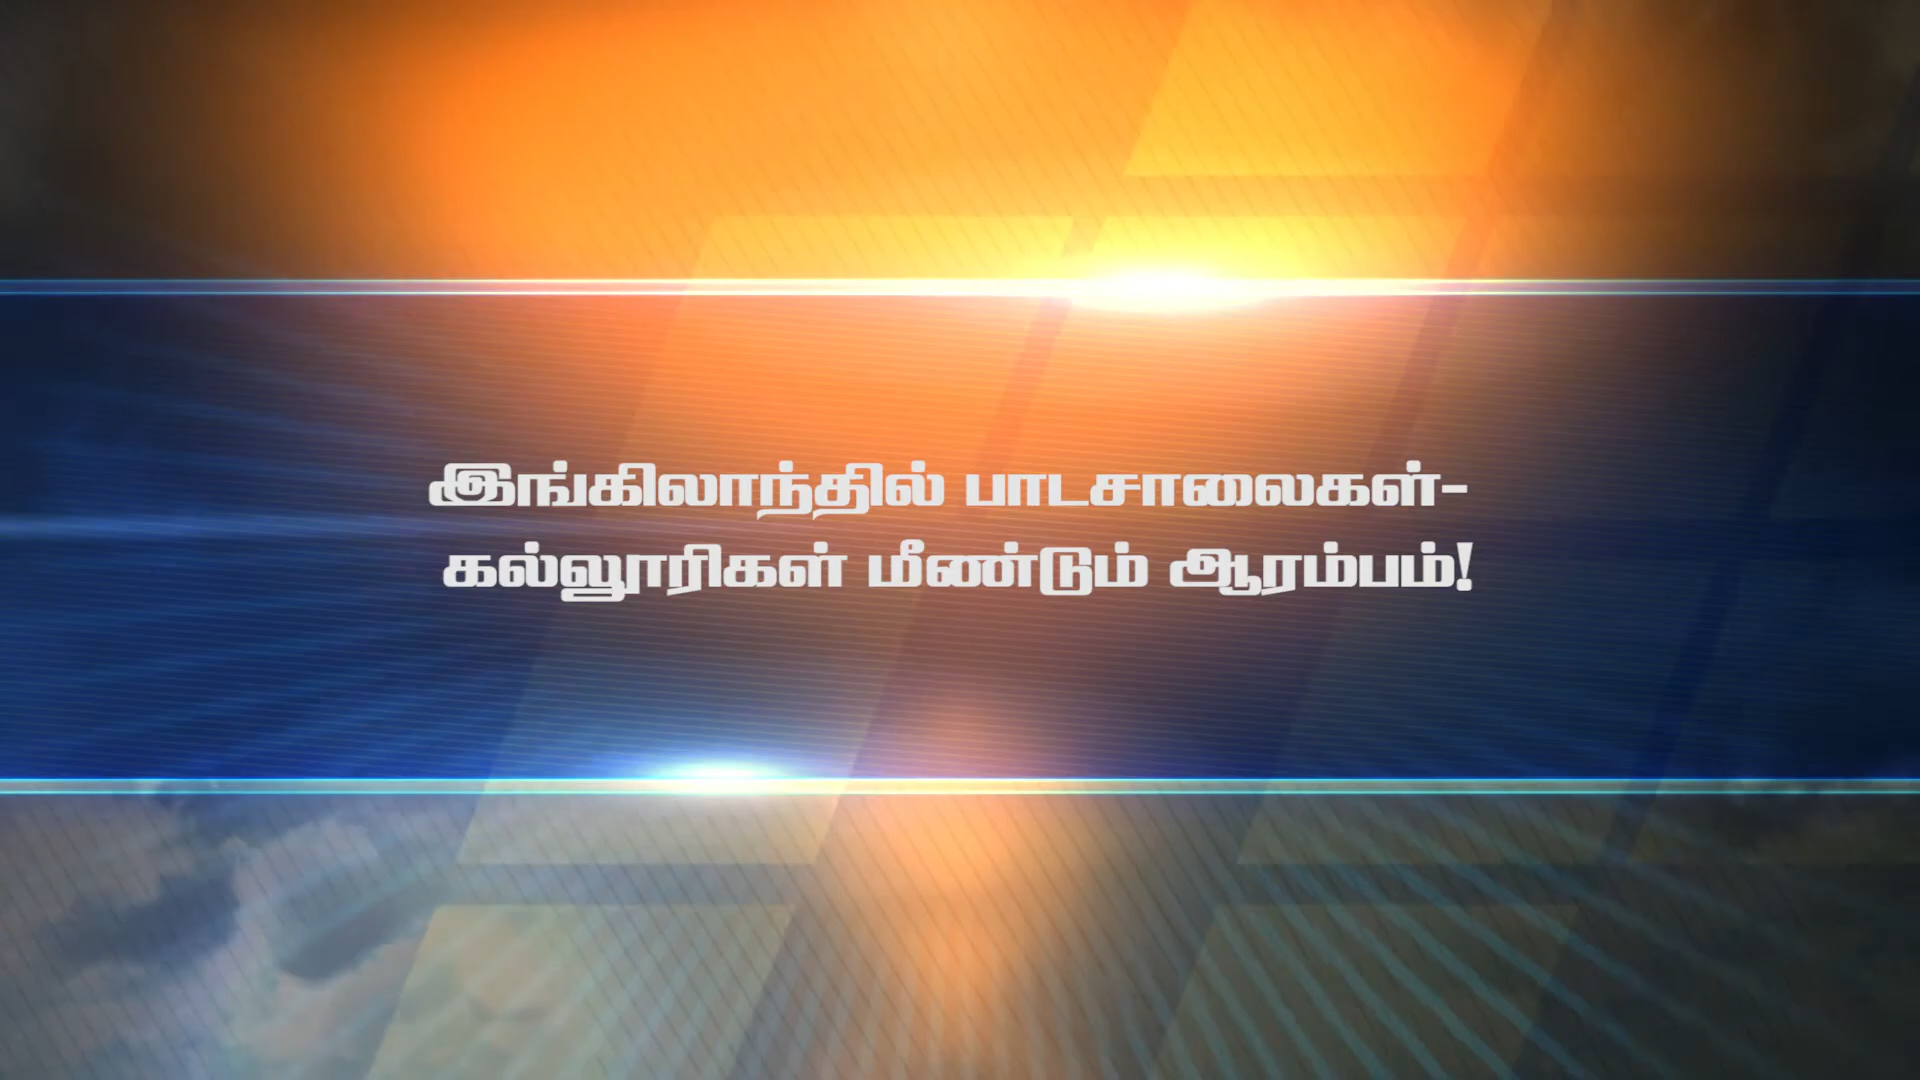 இங்கிலாந்தில் பாடசாலைகள்-
கல்லூரிகள் மீண்டும் ஆரம்பம்!